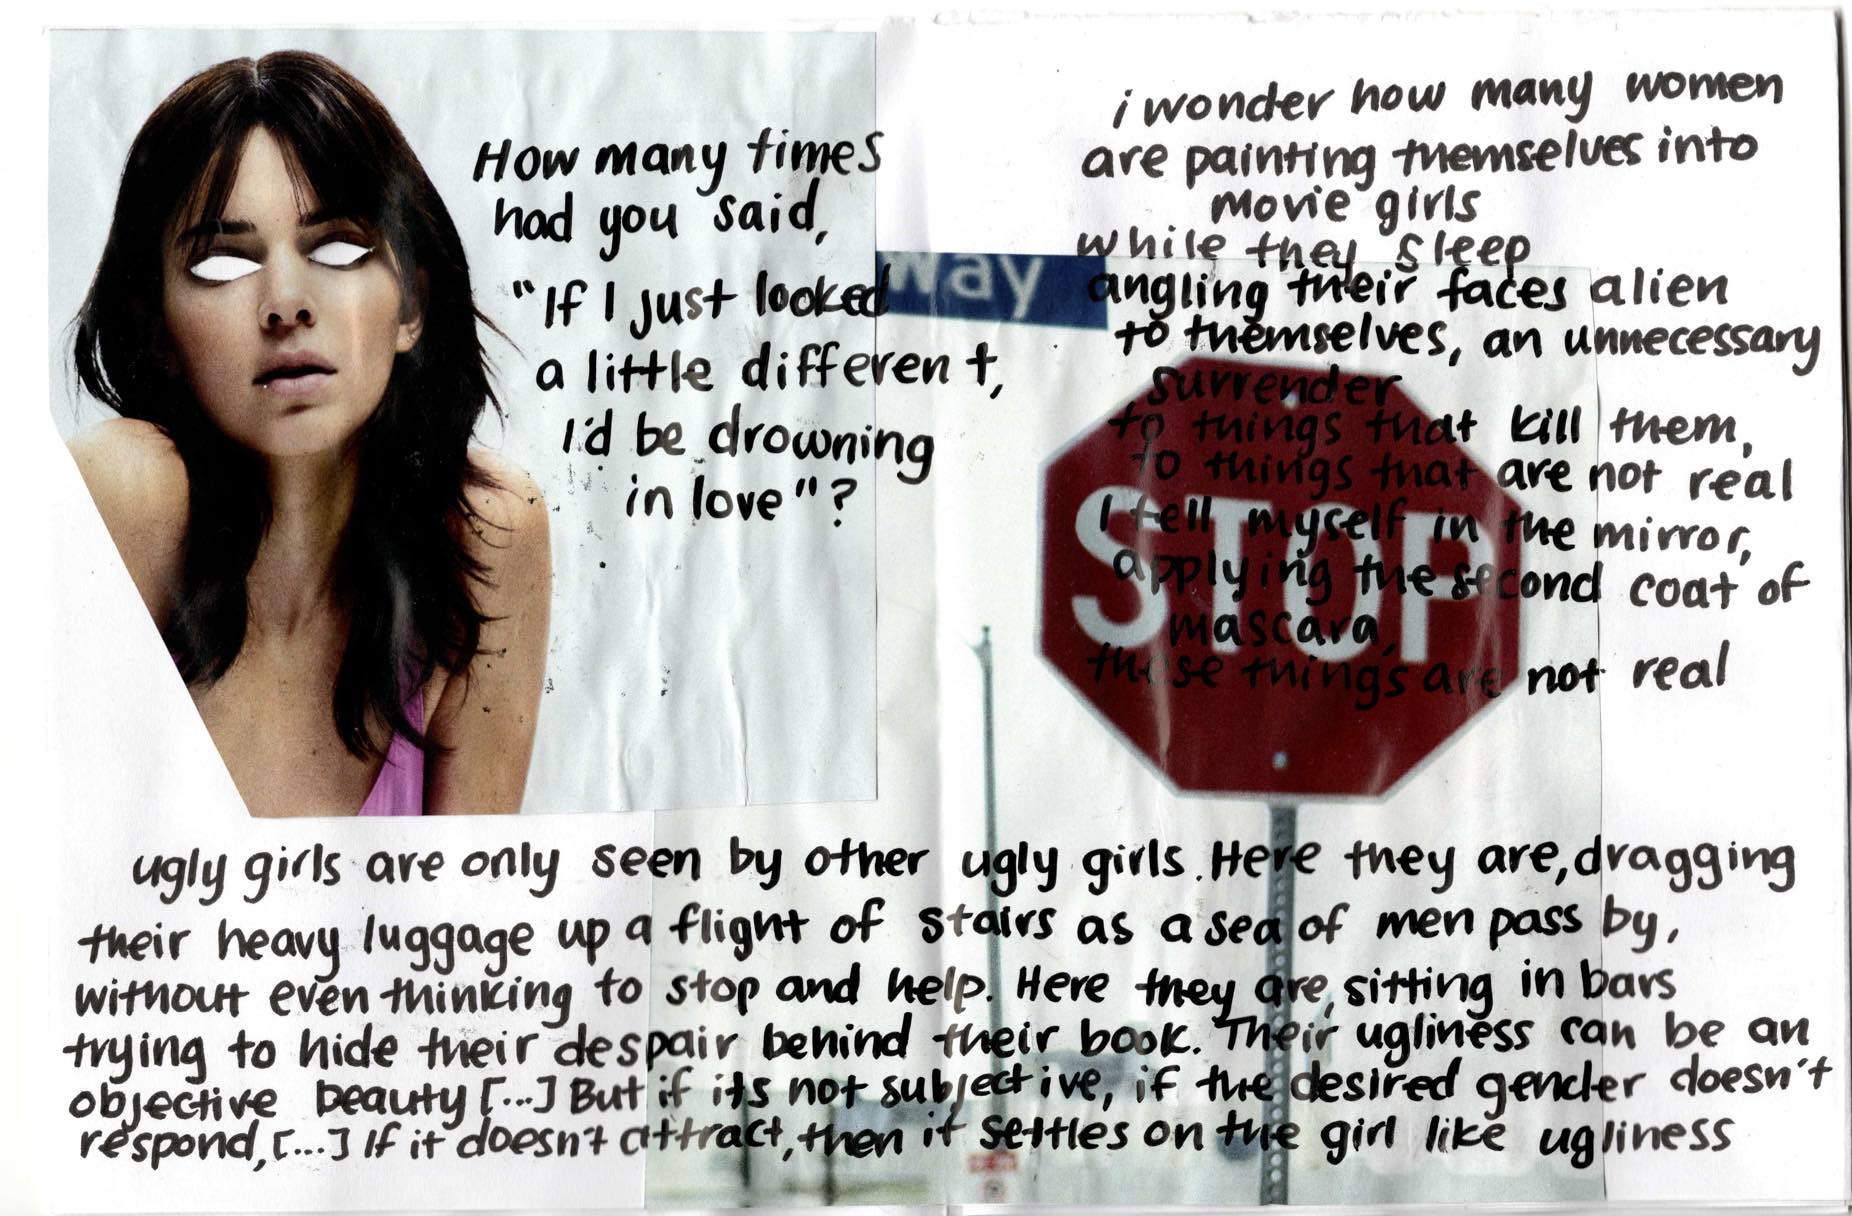 How many times
had you said,
"If I just looked
a little different,
I'd be drowning
in love"?
i wonder how many women
are painting themselves into
movie girls
while they sleep
angling their faces alien
to themselves, an unnecessary
surrender
to things that kill them,
to things that are not real
I tell myself in the mirror,
applying the second coat of
mascara,
these things are not real
way
STOP
ugly girls are only seen by other ugly girls. Here they are, dragging
their heavy luggage up a flight of stairs as a sea of men pass by,
without even thinking to stop and help. Here they are, sitting in bars
trying to hide their despair behind their book. Their ugliness can be an
objective beauty [...] But if its not subjective, if the desired gender doesn't
respond, [...] If it doesn't attract, then it settles on the girl like ugliness